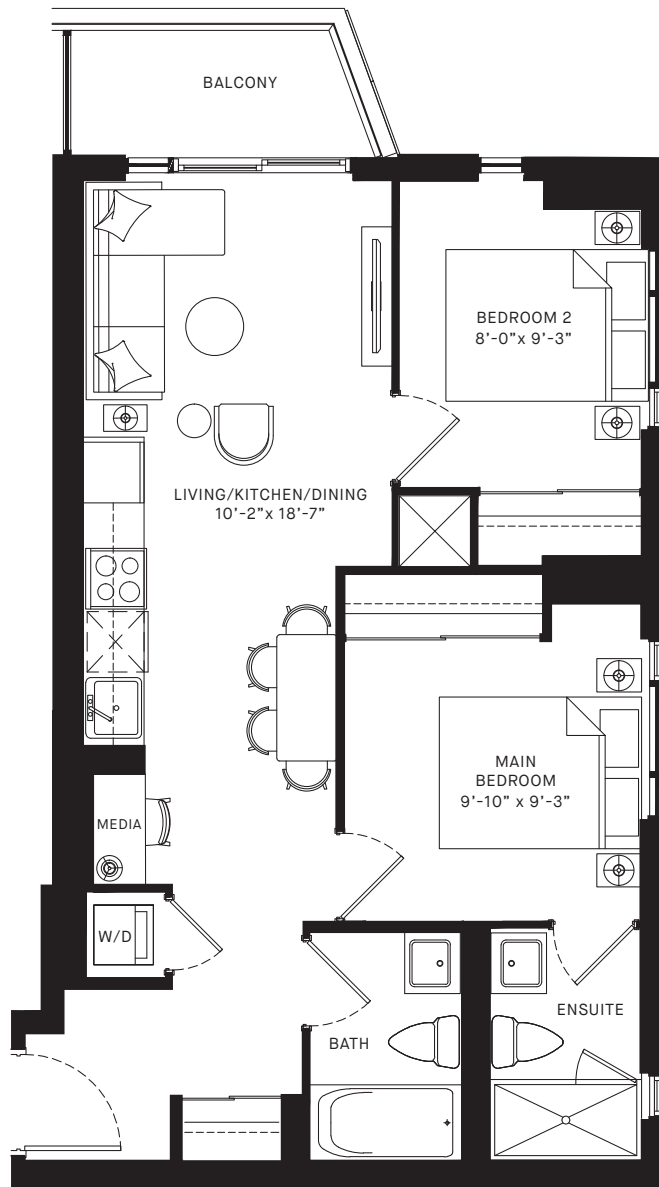 BALCONY
BEDROOM 2
8’-0”x 9’-3”
LIVING/KITCHEN/DINING
10’-2”x 18’-7”
MAIN
BEDROOM
9’-10” x 9’-3”
MEDIA
W/D
BATH
ENSUITE